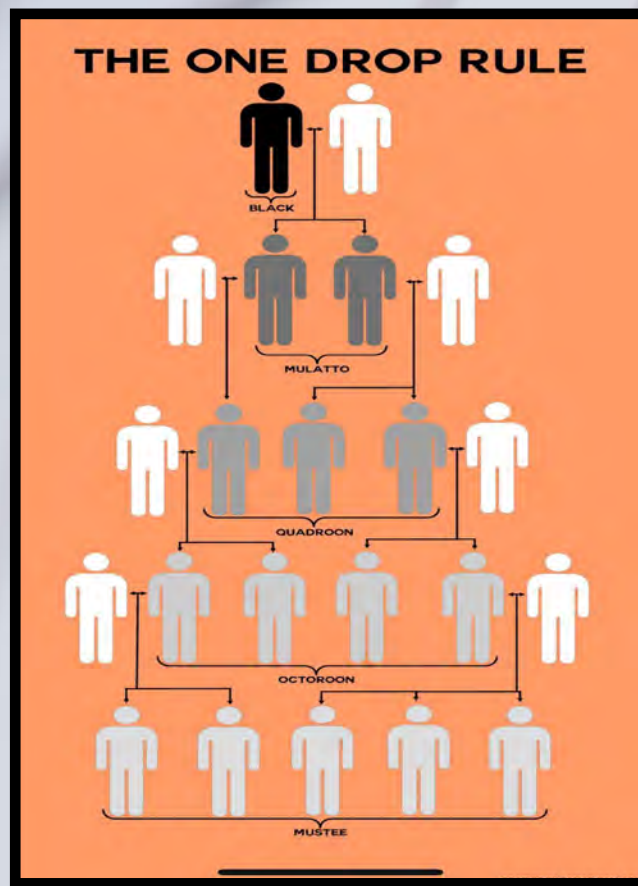 THE ONE DROP RULE
BLACK
MULATTO
QUADROON
OCTOROON
MUSTEE